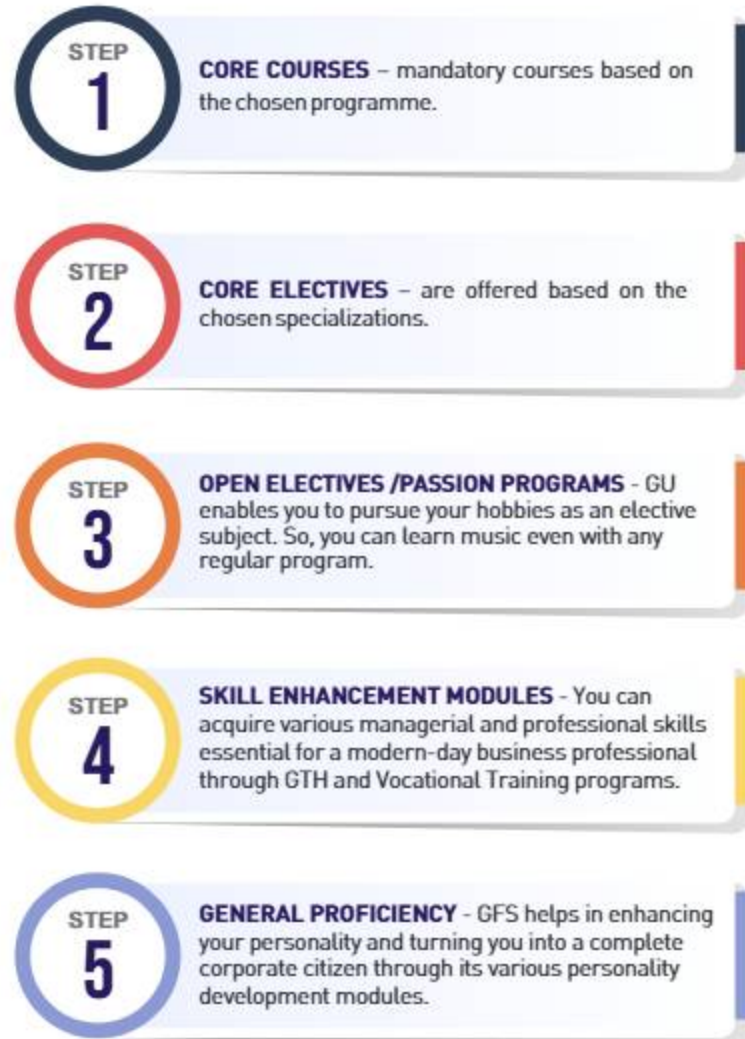 STEP
1
CORE COURSES – mandatory courses based on
the chosen programme.
STEP
2
CORE ELECTIVES – are offered based on the
chosen specializations.
STEP
3
OPEN ELECTIVES /PASSION PROGRAMS - GU
enables you to pursue your hobbies as an elective
subject. So, you can learn music even with any
regular program.
STEP
4
SKILL ENHANCEMENT MODULES - You can
acquire various managerial and professional skills
essential for a modern-day business professional
through GTH and Vocational Training programs.
STEP
5
GENERAL PROFICIENCY - GFS helps in enhancing
your personality and turning you into a complete
corporate citizen through its various personality
development modules.